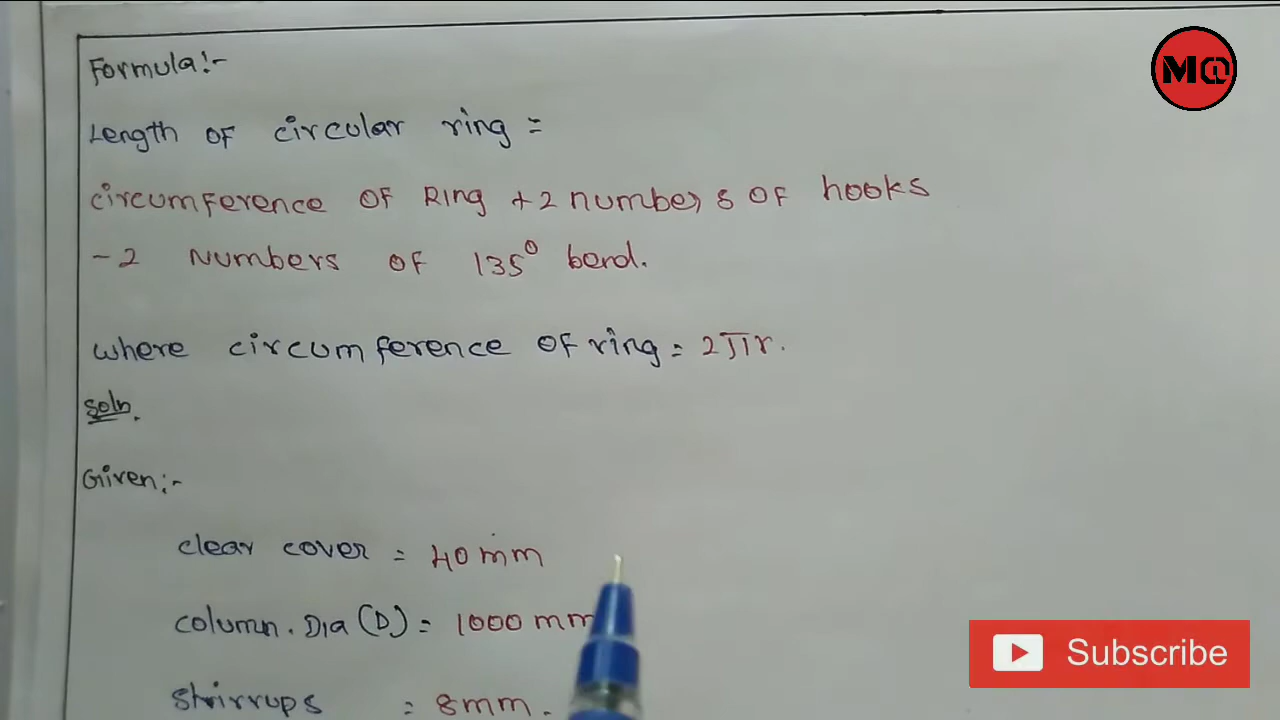 Formula:-
M@
Length of circular ring =
circumference of Ring + 2 numbers of hooks
- 2 Numbers of 135° bend.
where circumference of ring = 2πr.
Soln.
Given:-
clear cover = 40 mm
column. Dia (D) = 1000 mm
Subscribe
Stirrups = 8mm.